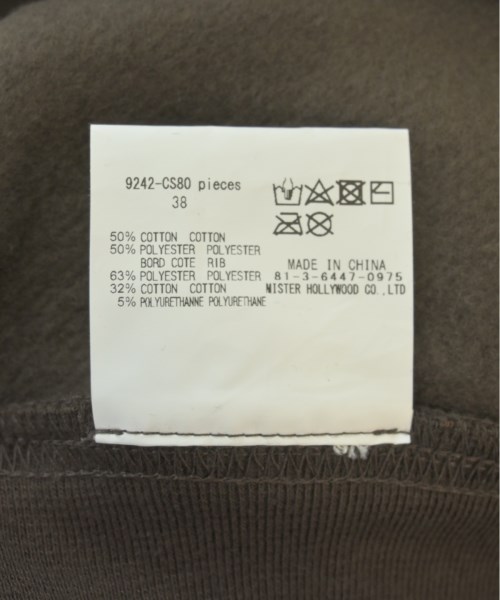 9242-CS80 pieces
38
50% COTTON COTTON
50% POLYESTER POLYESTER
BORD COTE RIB
63% POLYESTER POLYESTER
32% COTTON COTTON
5% POLYURETHANNE POLYURETHANE
MADE IN CHINA
81-3-6447-0975
MISTER HOLLYWOOD CO.,LTD